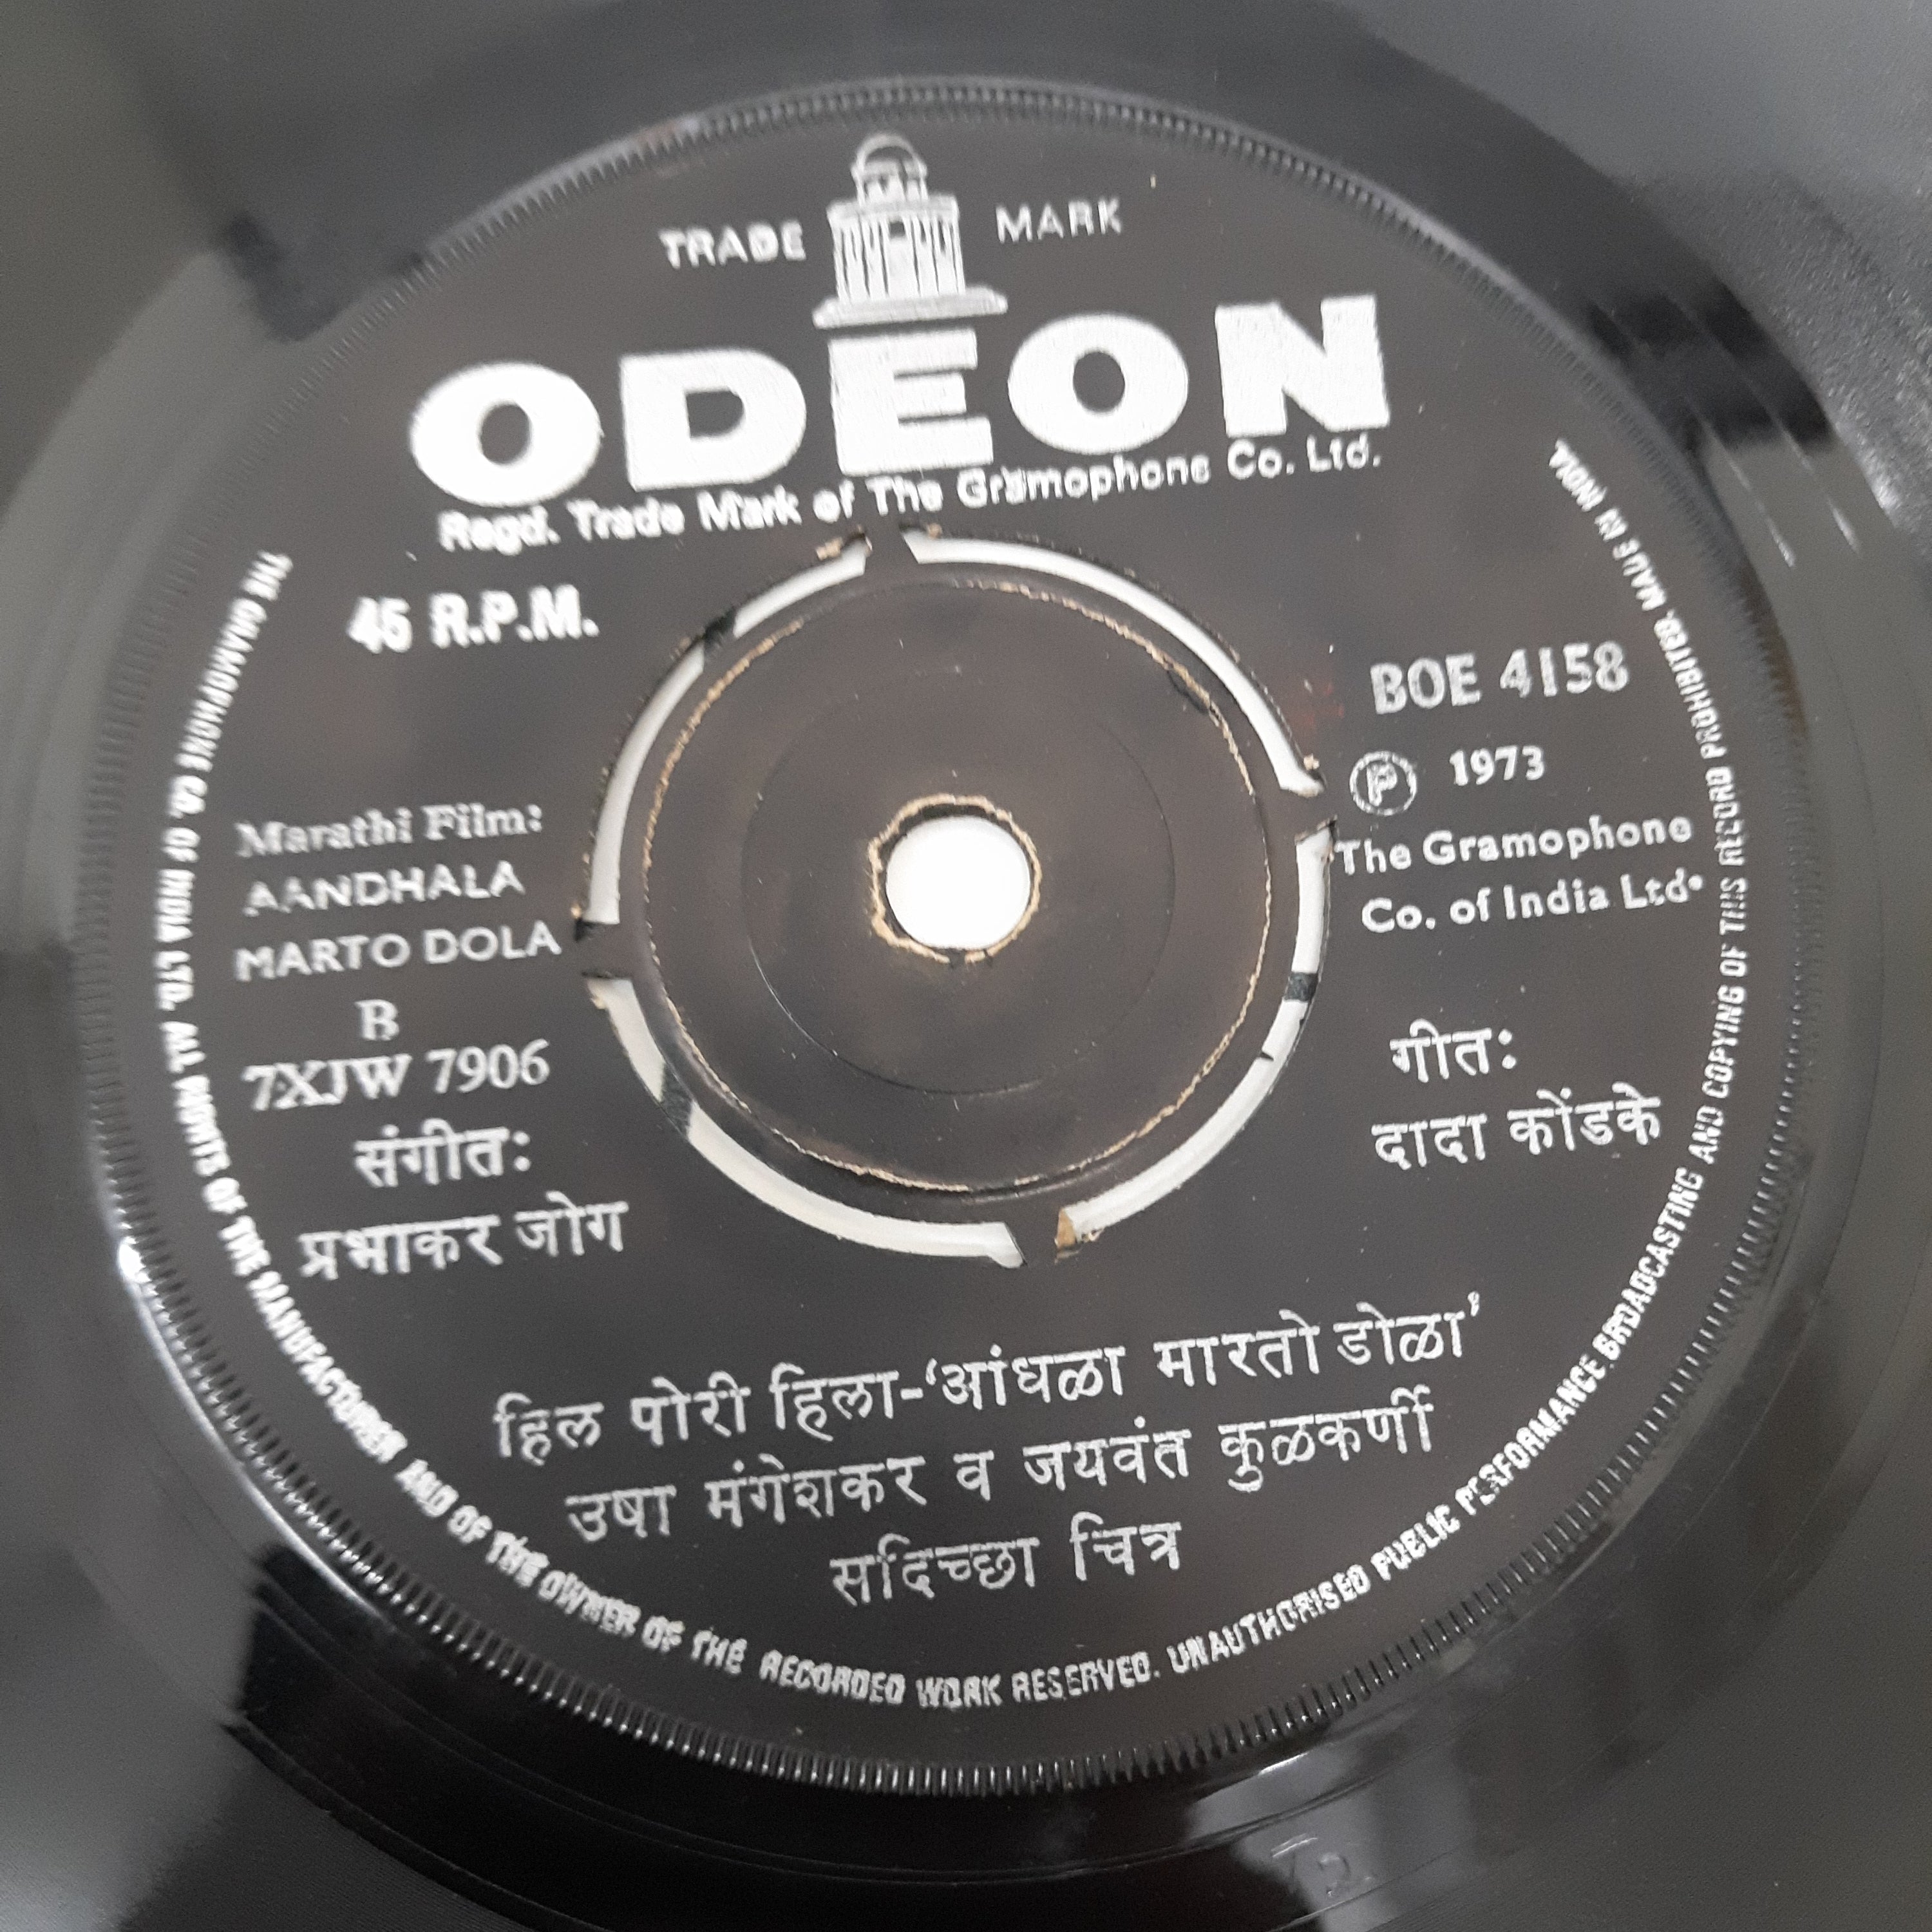 TRADE MARK
ODEON
Regd. Trade Mark of The Gramophone Co. Ltd.
45 R.P.M.
BOE 4158
Ⓟ 1973
The Gramophone
Co. of India Ltd.
Marathi Film:
AANDHALA
MARTO DOLA
B
7XJW 7906
संगीत:
प्रभाकर जोग
गीत:
दादा कोंडके
हिल पोरी हिला-‘आंधळा मारतो डोळा’
उषा मंगेशकर व जयवंत कुळकर्णी
सदिच्छा चित्र
THE GRAMOPHONE CO. OF INDIA LTD. ALL RIGHTS OF THE MANUFACTURER AND OF THE OWNER OF THE RECORDED WORK RESERVED. UNAUTHORISED PUBLIC PERFORMANCE BROADCASTING AND COPYING OF THIS RECORD PROHIBITED. MADE IN INDIA